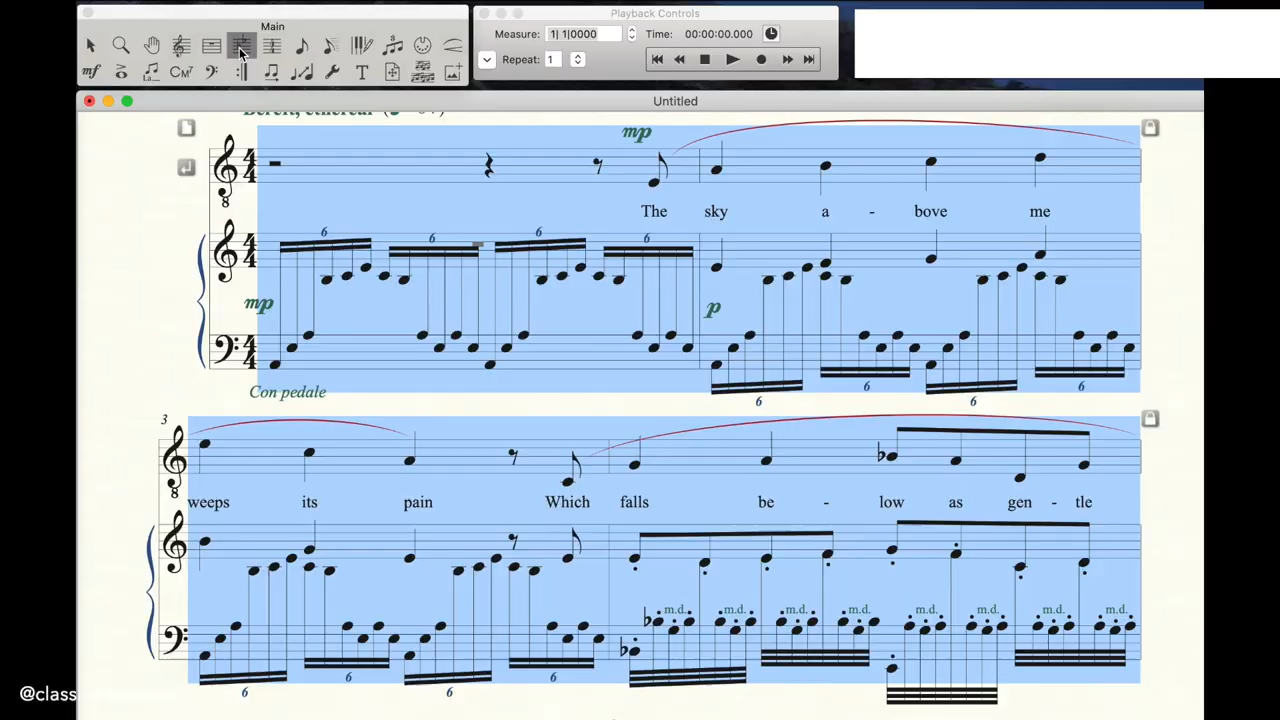 Main
Playback Controls
Measure: 1| 1|0000
Time: 00:00:00.000
Repeat: 1
mf
CM7
T
Untitled
mp
The sky a - bove me
6 6 6 6
mp
p
Con pedale
6 6 6 6
3
weeps its pain Which falls be - low as gen - tle
m.d. m.d. m.d. m.d. m.d. m.d. m.d. m.d.
6 6 6 6